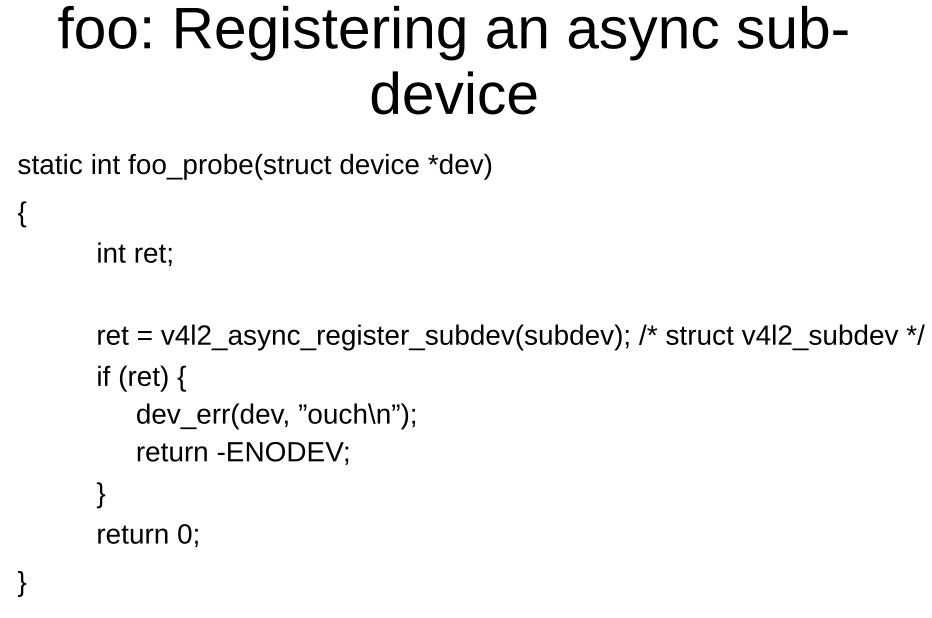 foo: Registering an async sub-
device
static int foo_probe(struct device *dev)
{
int ret;
ret = v4l2_async_register_subdev(subdev); /* struct v4l2_subdev */
if (ret) {
dev_err(dev, ”ouch\n”);
return -ENODEV;
}
return 0;
}